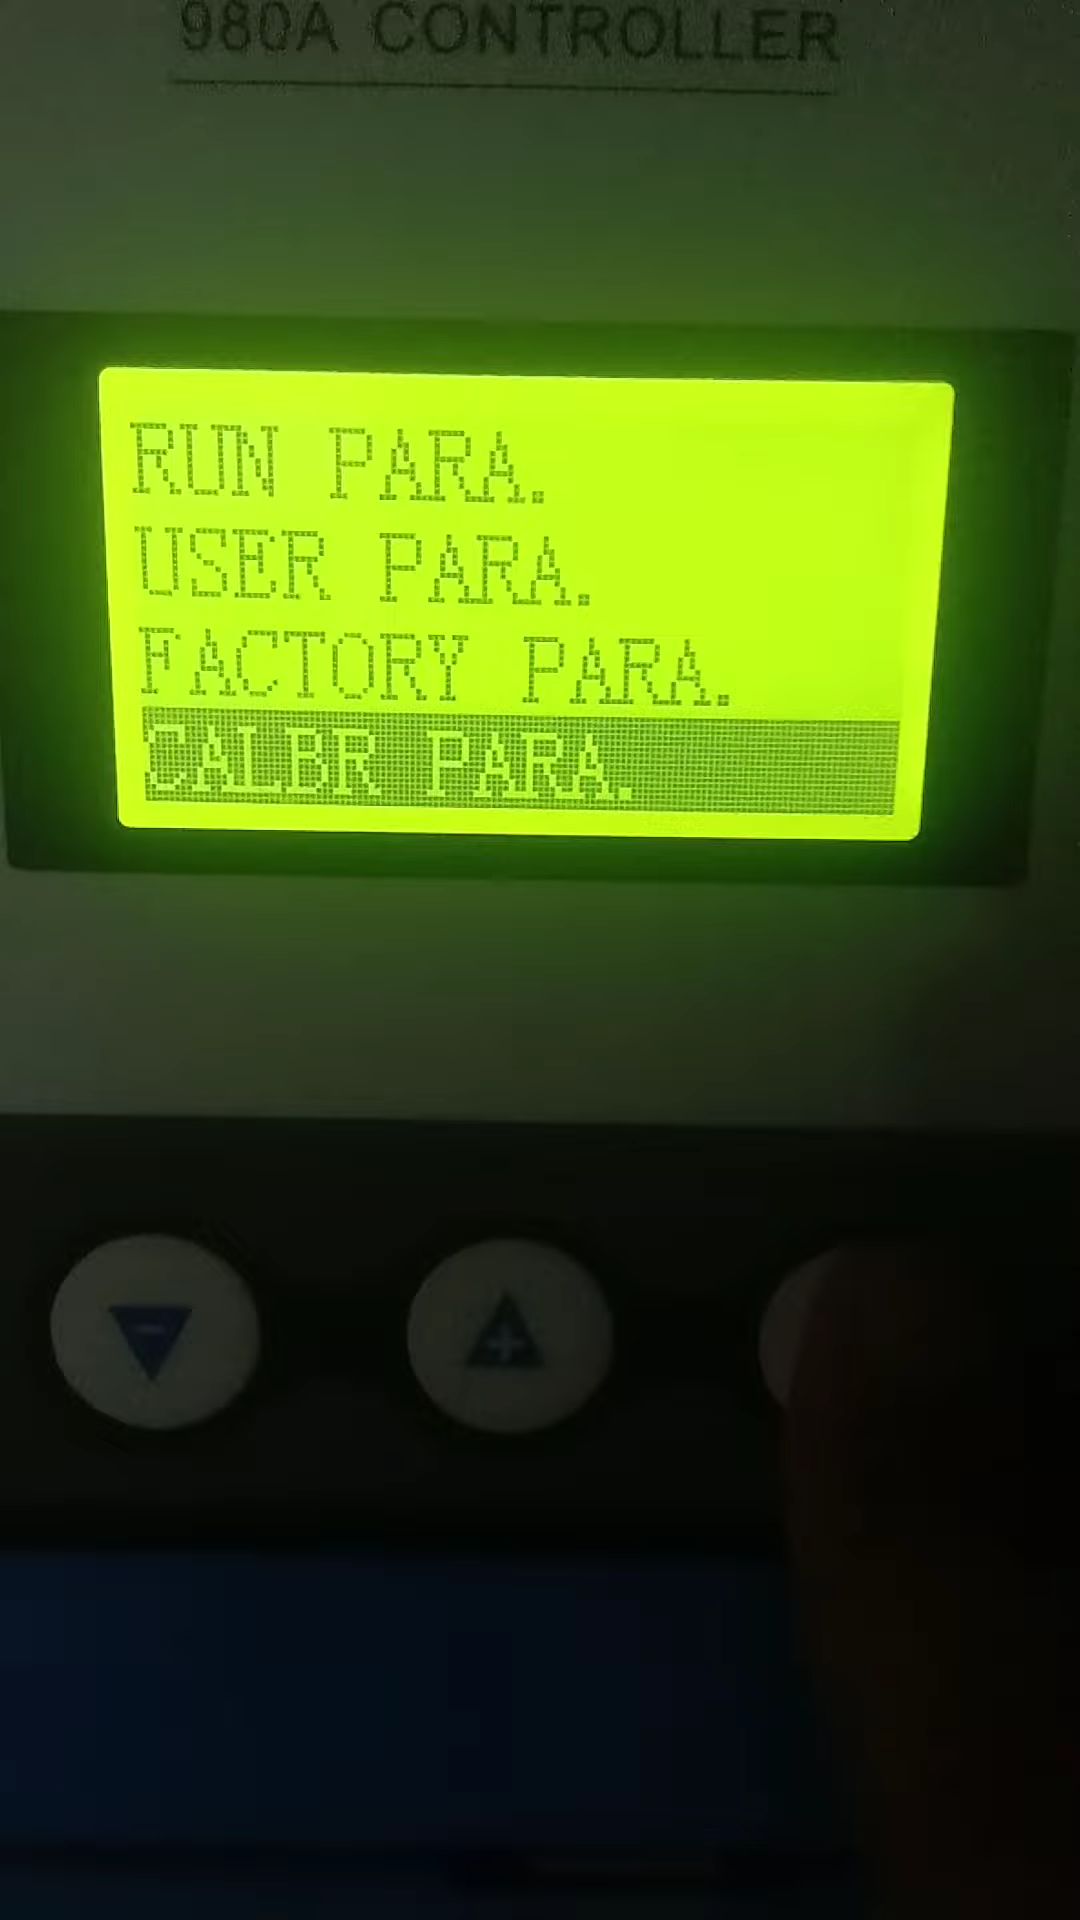 980A CONTROLLER
RUN PARA.
USER PARA.
FACTORY PARA.
CALBR PARA.
-
+